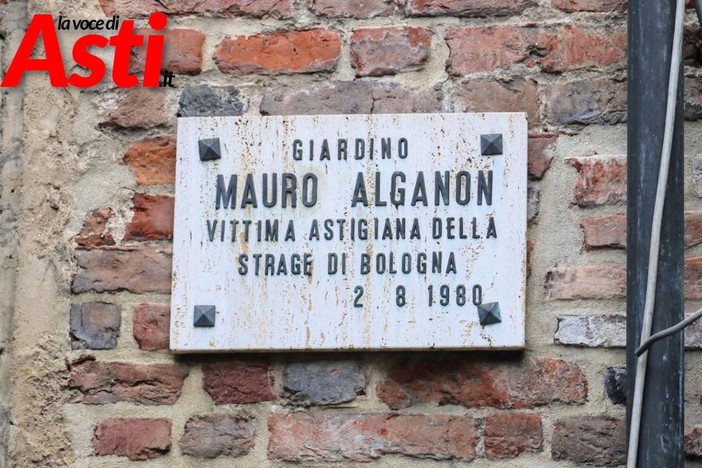 la voce di
Asti.it
GIARDINO
MAURO ALGANON
VITTIMA ASTIGIANA DELLA
STRAGE DI BOLOGNA
2 8 1980